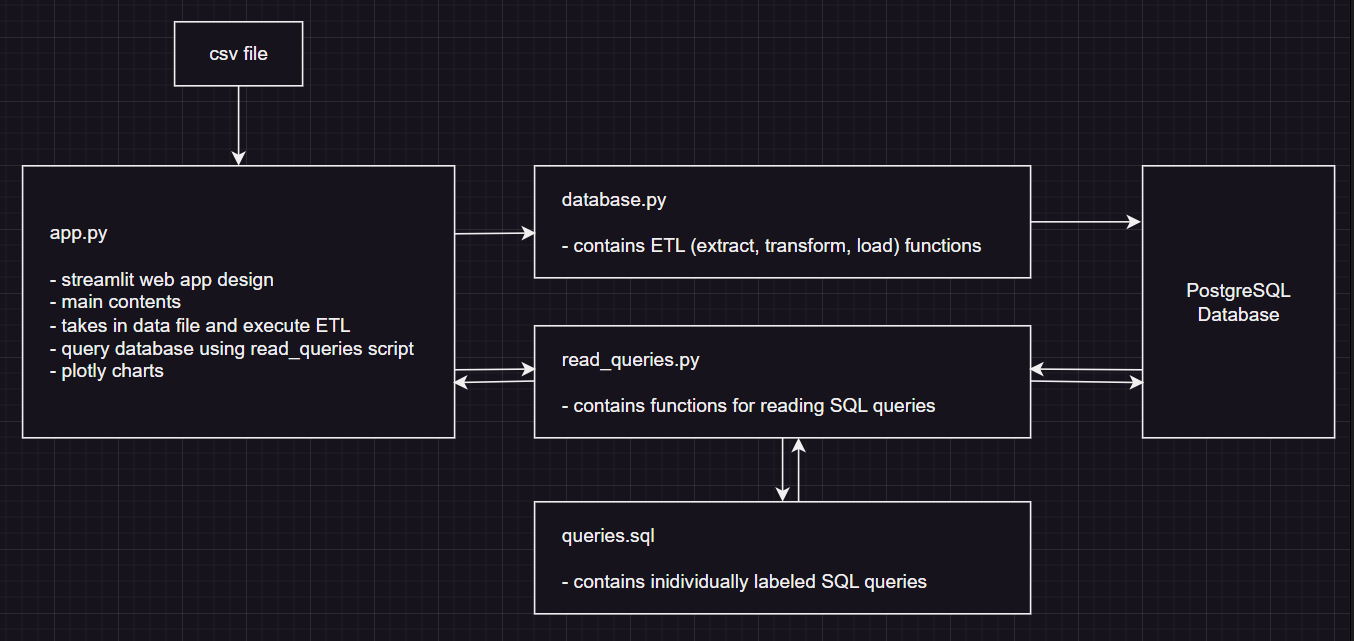 csv file
app.py
- streamlit web app design
- main contents
- takes in data file and execute ETL
- query database using read_queries script
- plotly charts
database.py
- contains ETL (extract, transform, load) functions
read_queries.py
- contains functions for reading SQL queries
queries.sql
- contains inidividually labeled SQL queries
PostgreSQL
Database